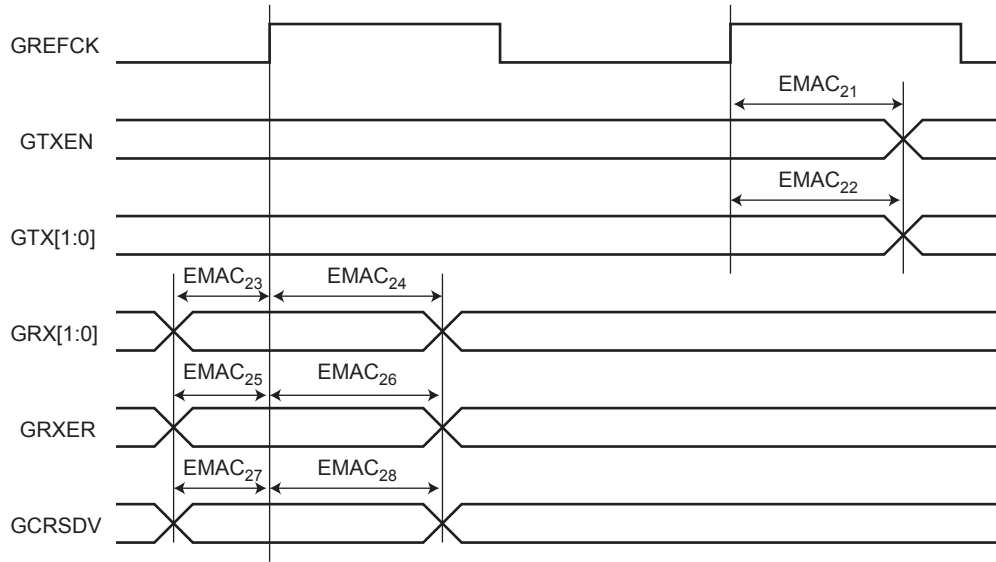 GREFCK
EMAC21
GTXEN
EMAC22
GTX[1:0]
EMAC23 EMAC24
GRX[1:0]
EMAC25 EMAC26
GRXER
EMAC27 EMAC28
GCRSDV